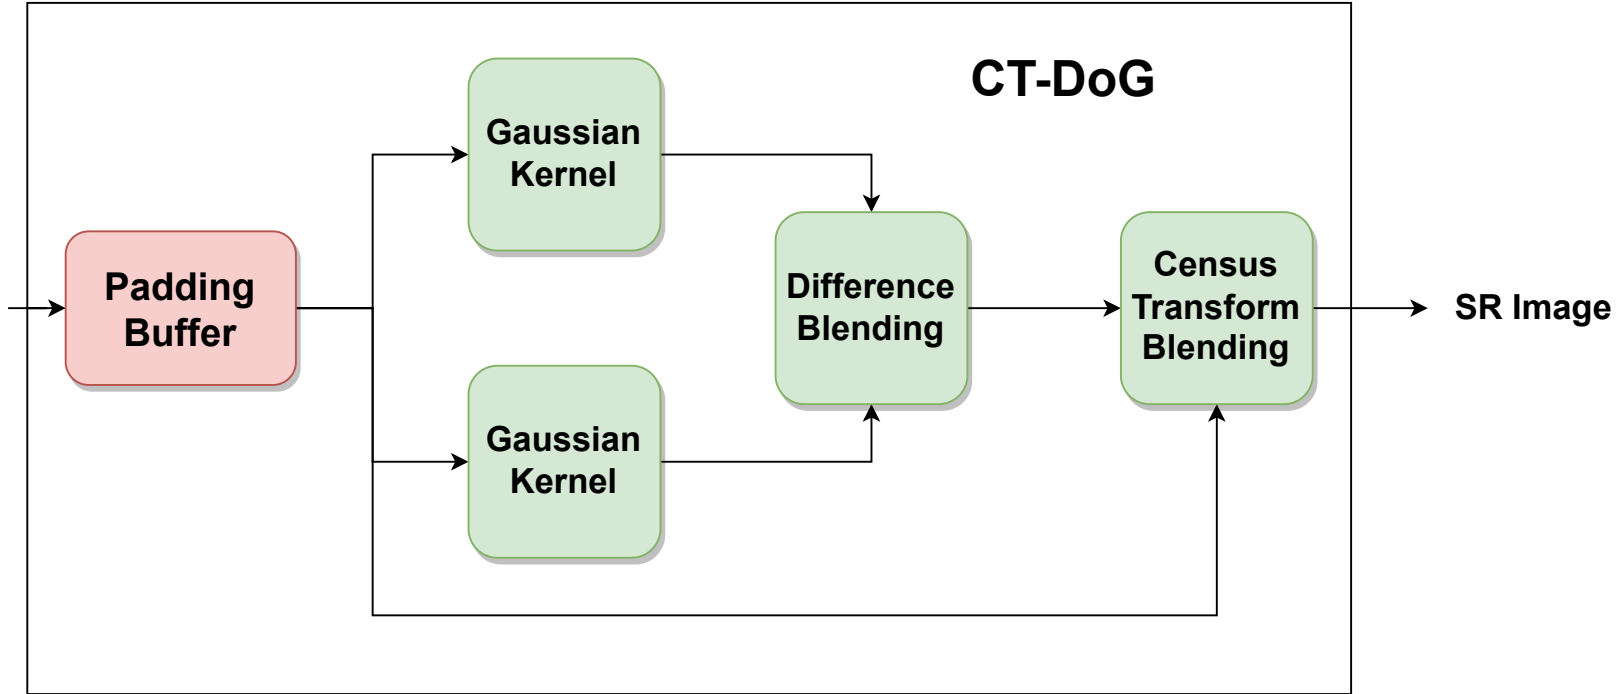 CT-DoG
Gaussian
Kernel
Padding
Buffer
Difference
Blending
Census
Transform
Blending
SR Image
Gaussian
Kernel